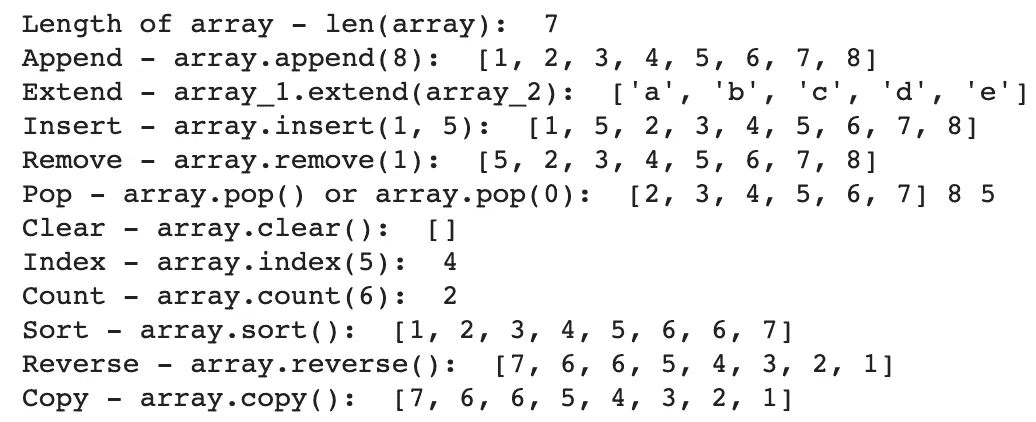 Length of array – len(array):  7
Append – array.append(8):  [1, 2, 3, 4, 5, 6, 7, 8]
Extend – array_1.extend(array_2):  ['a', 'b', 'c', 'd', 'e']
Insert – array.insert(1, 5):  [1, 5, 2, 3, 4, 5, 6, 7, 8]
Remove – array.remove(1):  [5, 2, 3, 4, 5, 6, 7, 8]
Pop – array.pop() or array.pop(0):  [2, 3, 4, 5, 6, 7] 8 5
Clear – array.clear():  []
Index – array.index(5):  4
Count – array.count(6):  2
Sort – array.sort():  [1, 2, 3, 4, 5, 6, 6, 7]
Reverse – array.reverse():  [7, 6, 6, 5, 4, 3, 2, 1]
Copy – array.copy():  [7, 6, 6, 5, 4, 3, 2, 1]